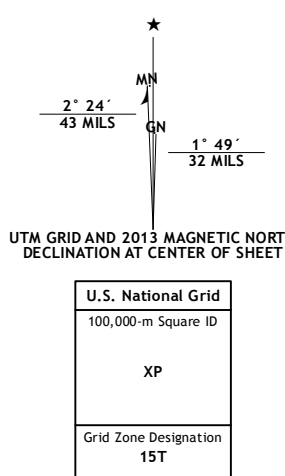 ★
MN
2° 24´
43 MILS
GN
1° 49´
32 MILS
UTM GRID AND 2013 MAGNETIC NORT
DECLINATION AT CENTER OF SHEET
U.S. National Grid
100,000-m Square ID
XP
Grid Zone Designation
15T